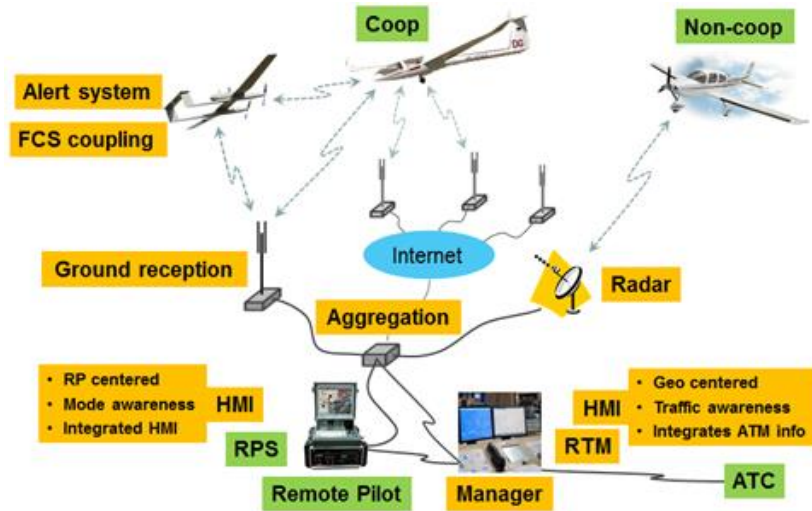 Coop
Non-coop
Alert system
FCS coupling
Internet
Ground reception
Radar
Aggregation
• RP centered
• Mode awareness
• Integrated HMI
HMI
HMI
• Geo centered
• Traffic awareness
• Integrates ATM info
RPS
RTM
Remote Pilot
Manager
ATC